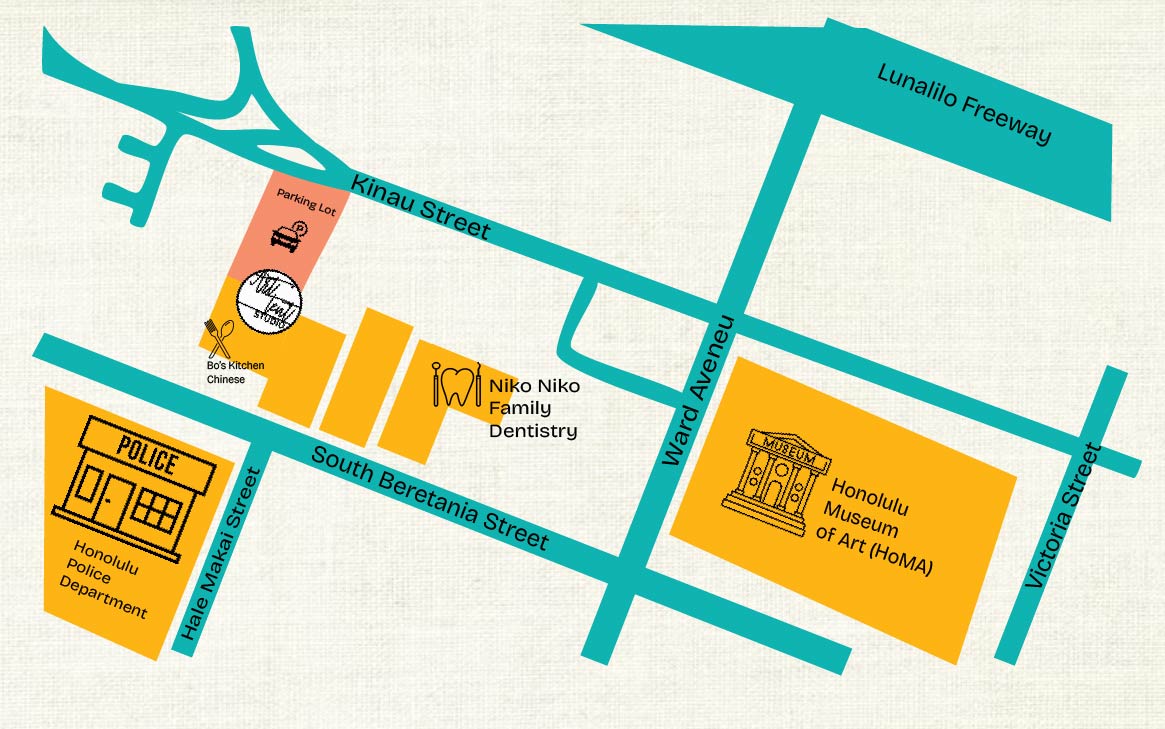 Lunalilo Freeway
Kinau Street
Parking Lot
P
STUDIO
Bo's Kitchen
Chinese
Niko Niko
Family
Dentistry
Ward Aveneu
POLICE
Honolulu
Police
Department
Hale Makai Street
South Beretania Street
MUSEUM
Honolulu
Museum
of Art (HoMA)
Victoria Street